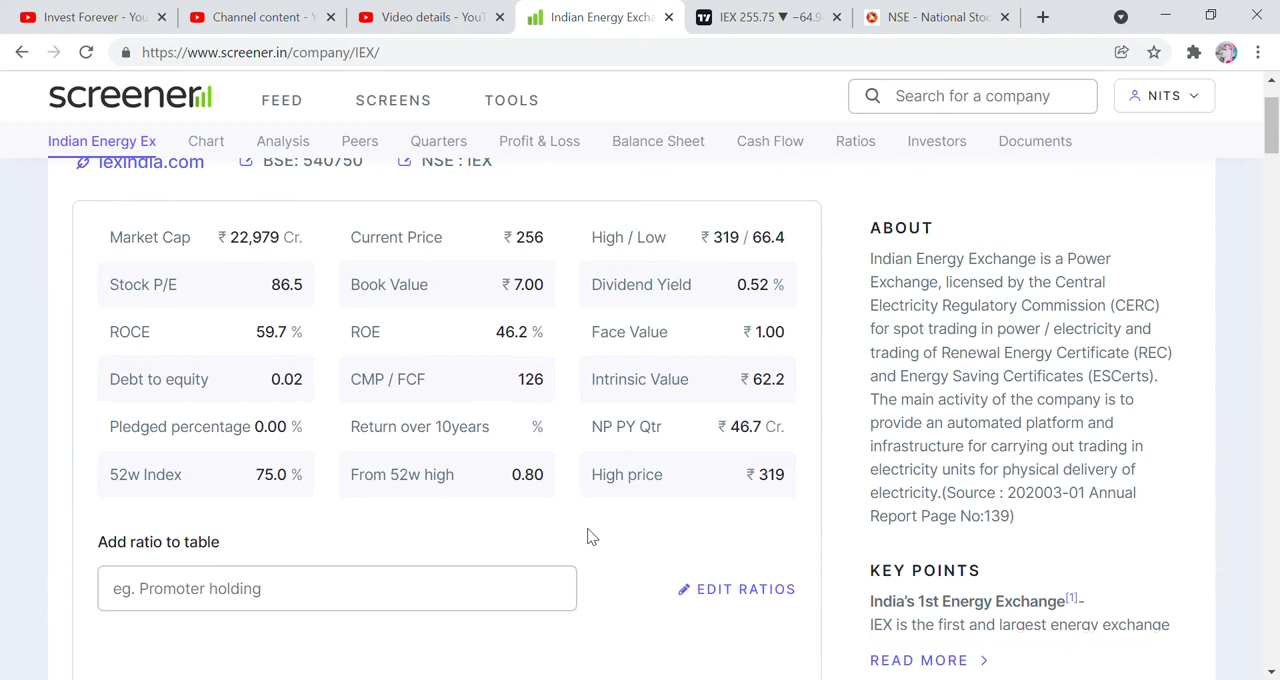 Invest Forever - You
Channel content - Y
Video details - YouT
Indian Energy Excha
IEX 255.75 ▼ −64.9
NSE - National Stoc
https://www.screener.in/company/IEX/
screener
FEED
SCREENS
TOOLS
Search for a company
NITS
Indian Energy Ex
Chart
Analysis
Peers
Quarters
Profit & Loss
Balance Sheet
Cash Flow
Ratios
Investors
Documents
iexindia.com
BSE: 540750
NSE : IEX
Market Cap ₹ 22,979 Cr.
Current Price ₹ 256
High / Low ₹ 319 / 66.4
Stock P/E 86.5
Book Value ₹ 7.00
Dividend Yield 0.52 %
ROCE 59.7 %
ROE 46.2 %
Face Value ₹ 1.00
Debt to equity 0.02
CMP / FCF 126
Intrinsic Value ₹ 62.2
Pledged percentage 0.00 %
Return over 10years %
NP PY Qtr ₹ 46.7 Cr.
52w Index 75.0 %
From 52w high 0.80
High price ₹ 319
Add ratio to table
eg. Promoter holding
EDIT RATIOS
ABOUT
Indian Energy Exchange is a Power
Exchange, licensed by the Central
Electricity Regulatory Commission (CERC)
for spot trading in power / electricity and
trading of Renewal Energy Certificate (REC)
and Energy Saving Certificates (ESCerts).
The main activity of the company is to
provide an automated platform and
infrastructure for carrying out trading in
electricity units for physical delivery of
electricity.(Source : 202003-01 Annual
Report Page No:139)
KEY POINTS
India's 1st Energy Exchange[1]-
IEX is the first and largest energy exchange
READ MORE >